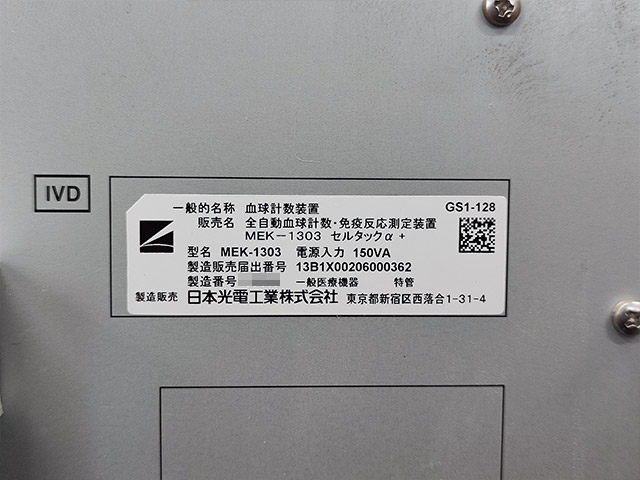 IVD
一般的名称 血球計数装置 GS1-128
販売名 全自動血球計数・免疫反応測定装置
MEK-1303 セルタックα +
型名 MEK-1303 電源入力 150VA
製造販売届出番号 13B1X00206000362
製造番号 一般医療機器 特管
製造販売 日本光電工業株式会社 東京都新宿区西落合1-31-4